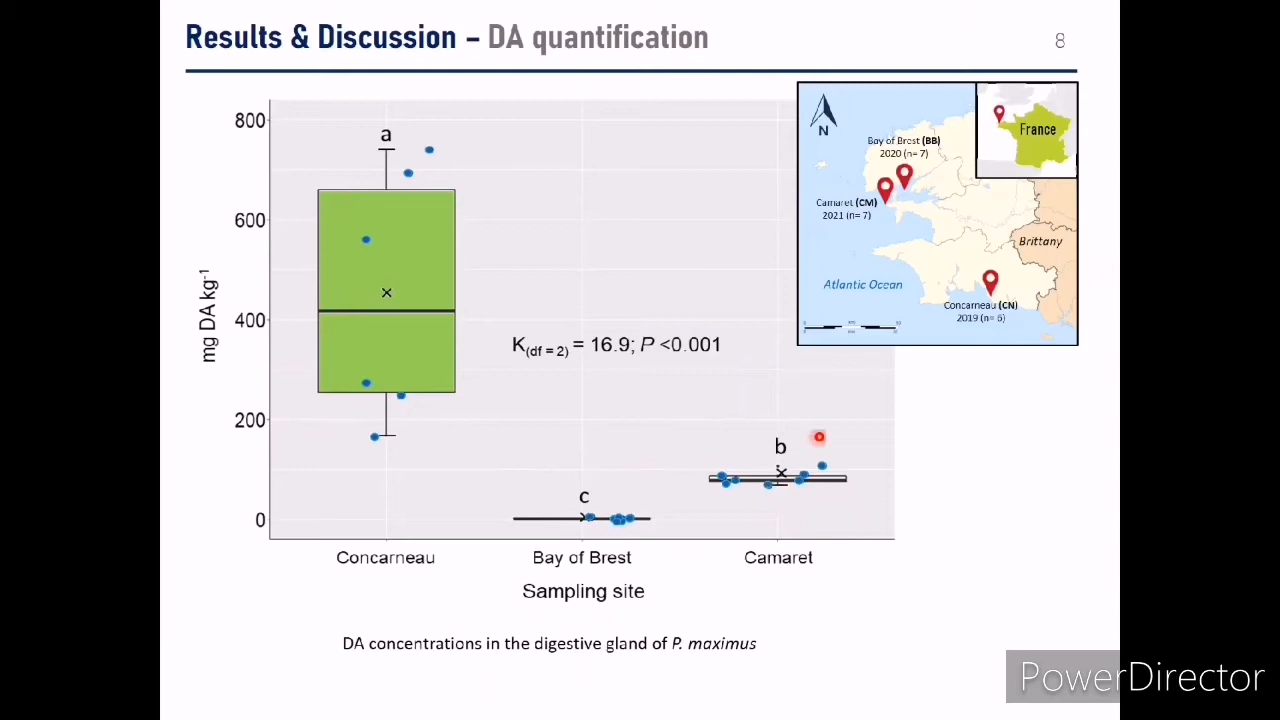 Results & Discussion – DA quantification
8
800
600
400
200
0
mg DA kg-1
a
c
b
K(df = 2) = 16.9; P <0.001
Concarneau
Bay of Brest
Camaret
Sampling site
N
France
Bay of Brest (BB)
2020 (n= 7)
Camaret (CM)
2021 (n= 7)
Brittany
Atlantic Ocean
Concarneau (CN)
2019 (n= 6)
DA concentrations in the digestive gland of P. maximus
PowerDirector